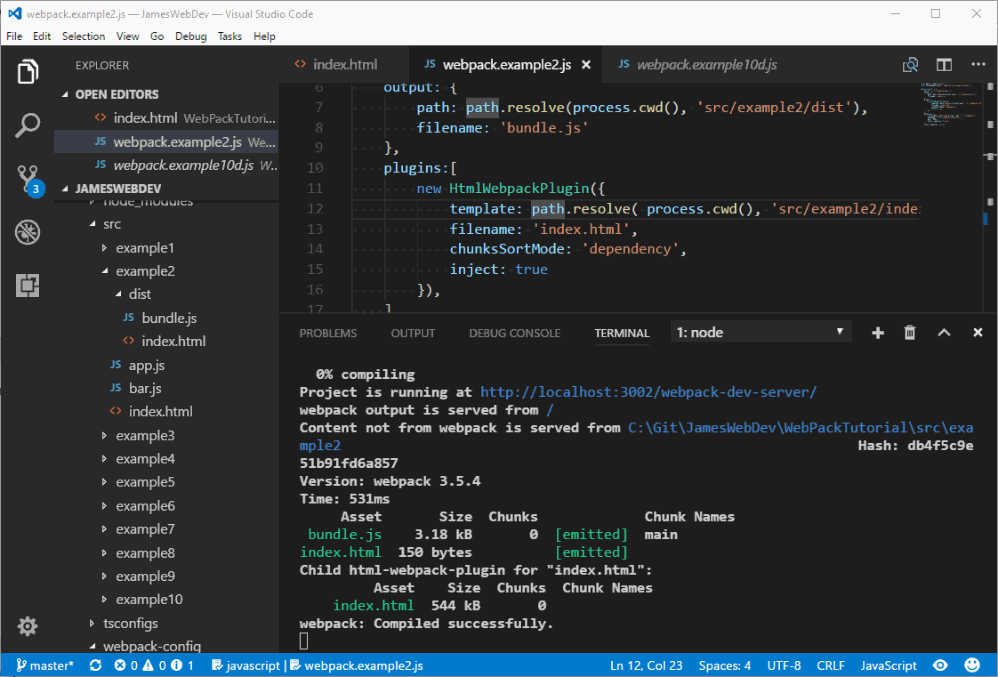 webpack.example2.js — JamesWebDev — Visual Studio Code
File Edit Selection View Go Debug Tasks Help
EXPLORER
OPEN EDITORS
<> index.html WebPackTutori...
JS webpack.example2.js We...
JS webpack.example10d.js W...
3
JAMESWEBDEV
node_modules
src
example1
example2
dist
JS bundle.js
<> index.html
JS app.js
JS bar.js
<> index.html
example3
example4
example5
example6
example7
example8
example9
example10
tsconfigs
webpack-config
<> index.html JS webpack.example2.js × JS webpack.example10d.js
6 output: {
7 path: path.resolve(process.cwd(), 'src/example2/dist'),
8 filename: 'bundle.js'
9 },
10 plugins:[
11 new HtmlWebpackPlugin({
12 template: path.resolve( process.cwd(), 'src/example2/inde
13 filename: 'index.html',
14 chunksSortMode: 'dependency',
15 inject: true
16 }),
17 ]
PROBLEMS OUTPUT DEBUG CONSOLE TERMINAL 1: node
0% compiling
Project is running at http://localhost:3002/webpack-dev-server/
webpack output is served from /
Content not from webpack is served from C:\Git\JamesWebDev\WebPackTutorial\src\exa
mple2 Hash: db4f5c9e
51b91fd6a857
Version: webpack 3.5.4
Time: 531ms
Asset Size Chunks Chunk Names
bundle.js 3.18 kB 0 [emitted] main
index.html 150 bytes [emitted]
Child html-webpack-plugin for "index.html":
Asset Size Chunks Chunk Names
index.html 544 kB 0
webpack: Compiled successfully.
master* 0 0 1 javascript | webpack.example2.js Ln 12, Col 23 Spaces: 4 UTF-8 CRLF JavaScript